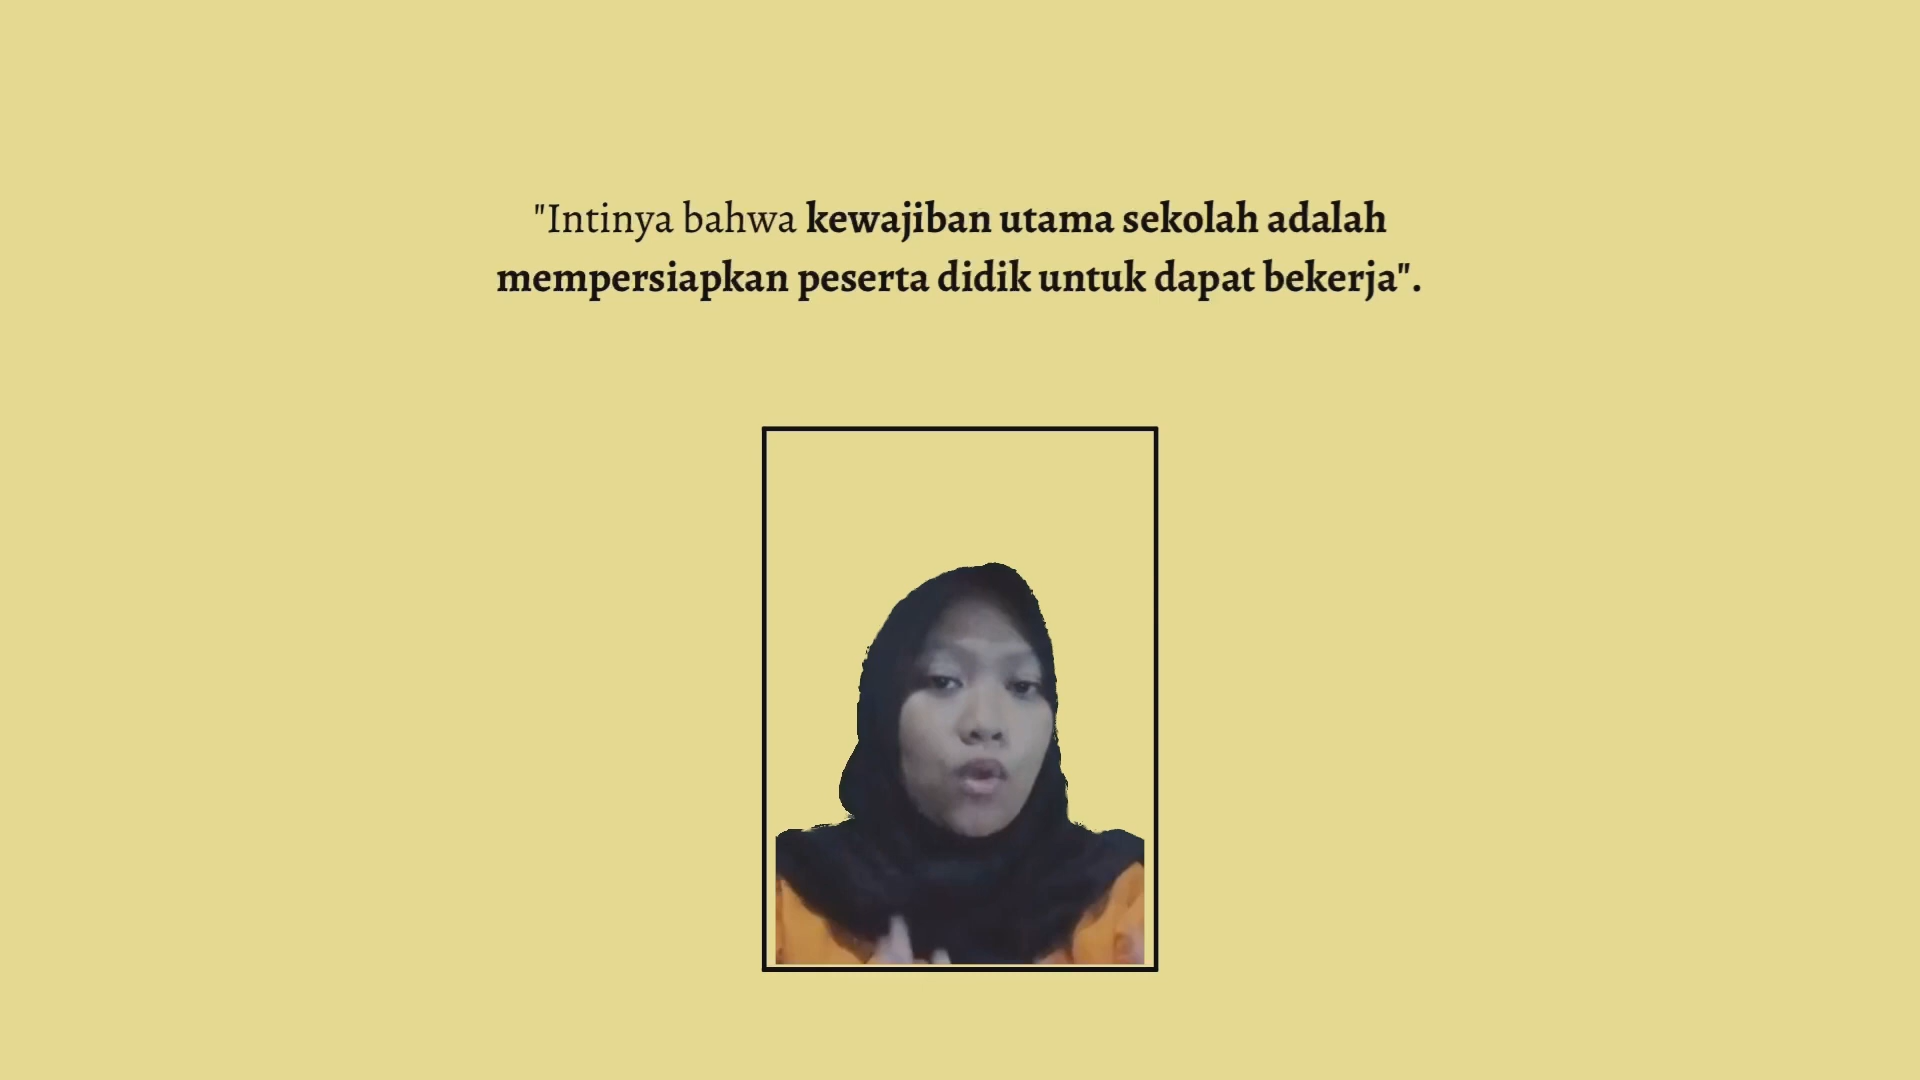 "Intinya bahwa kewajiban utama sekolah adalah
mempersiapkan peserta didik untuk dapat bekerja".